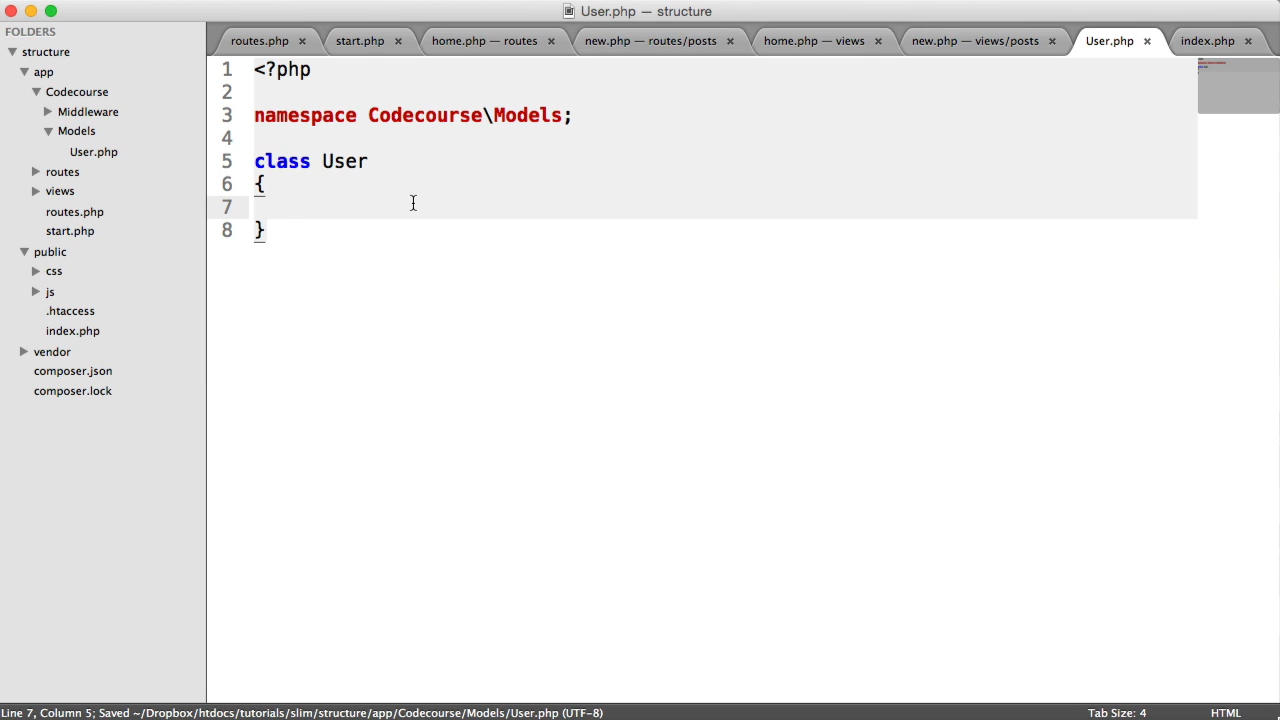 User.php — structure
FOLDERS
structure
app
Codecourse
Middleware
Models
User.php
routes
views
routes.php
start.php
public
css
js
.htaccess
index.php
vendor
composer.json
composer.lock
routes.php ×
start.php ×
home.php — routes ×
new.php — routes/posts ×
home.php — views ×
new.php — views/posts ×
User.php ×
index.php ×
1 <?php
2
3 namespace Codecourse\Models;
4
5 class User
6 {
7
8 }
Line 7, Column 5; Saved ~/Dropbox/htdocs/tutorials/slim/structure/app/Codecourse/Models/User.php (UTF-8)
Tab Size: 4
HTML